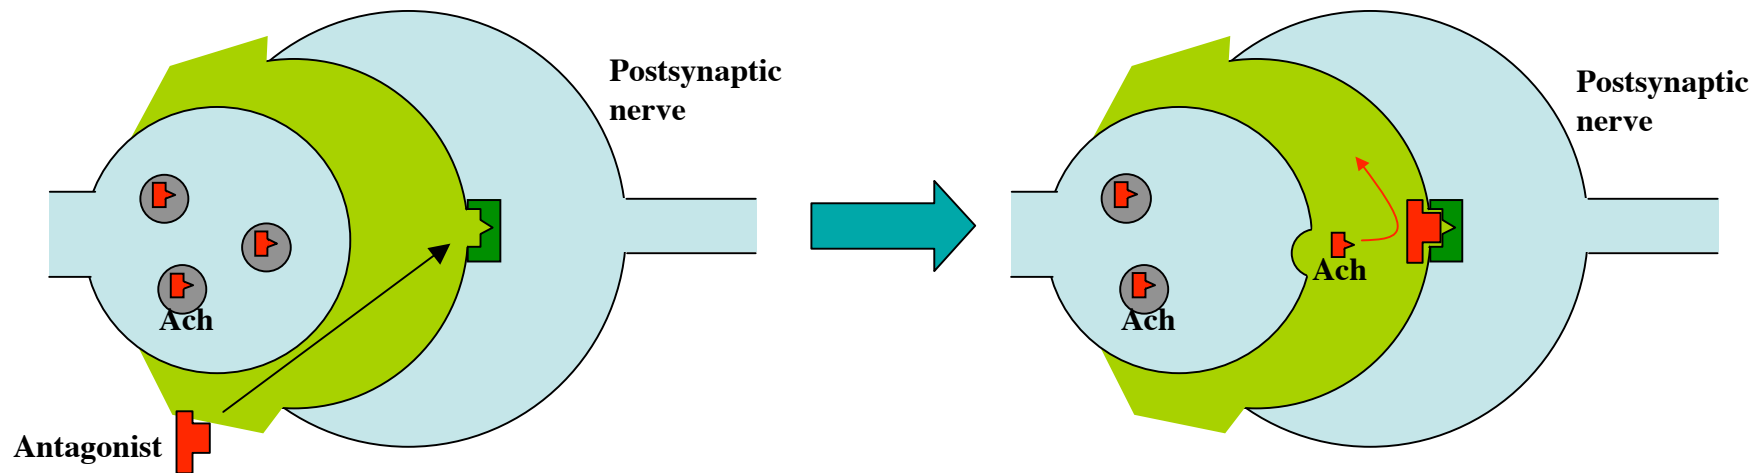 Postsynaptic
nerve
Ach
Antagonist
Postsynaptic
nerve
Ach
Ach